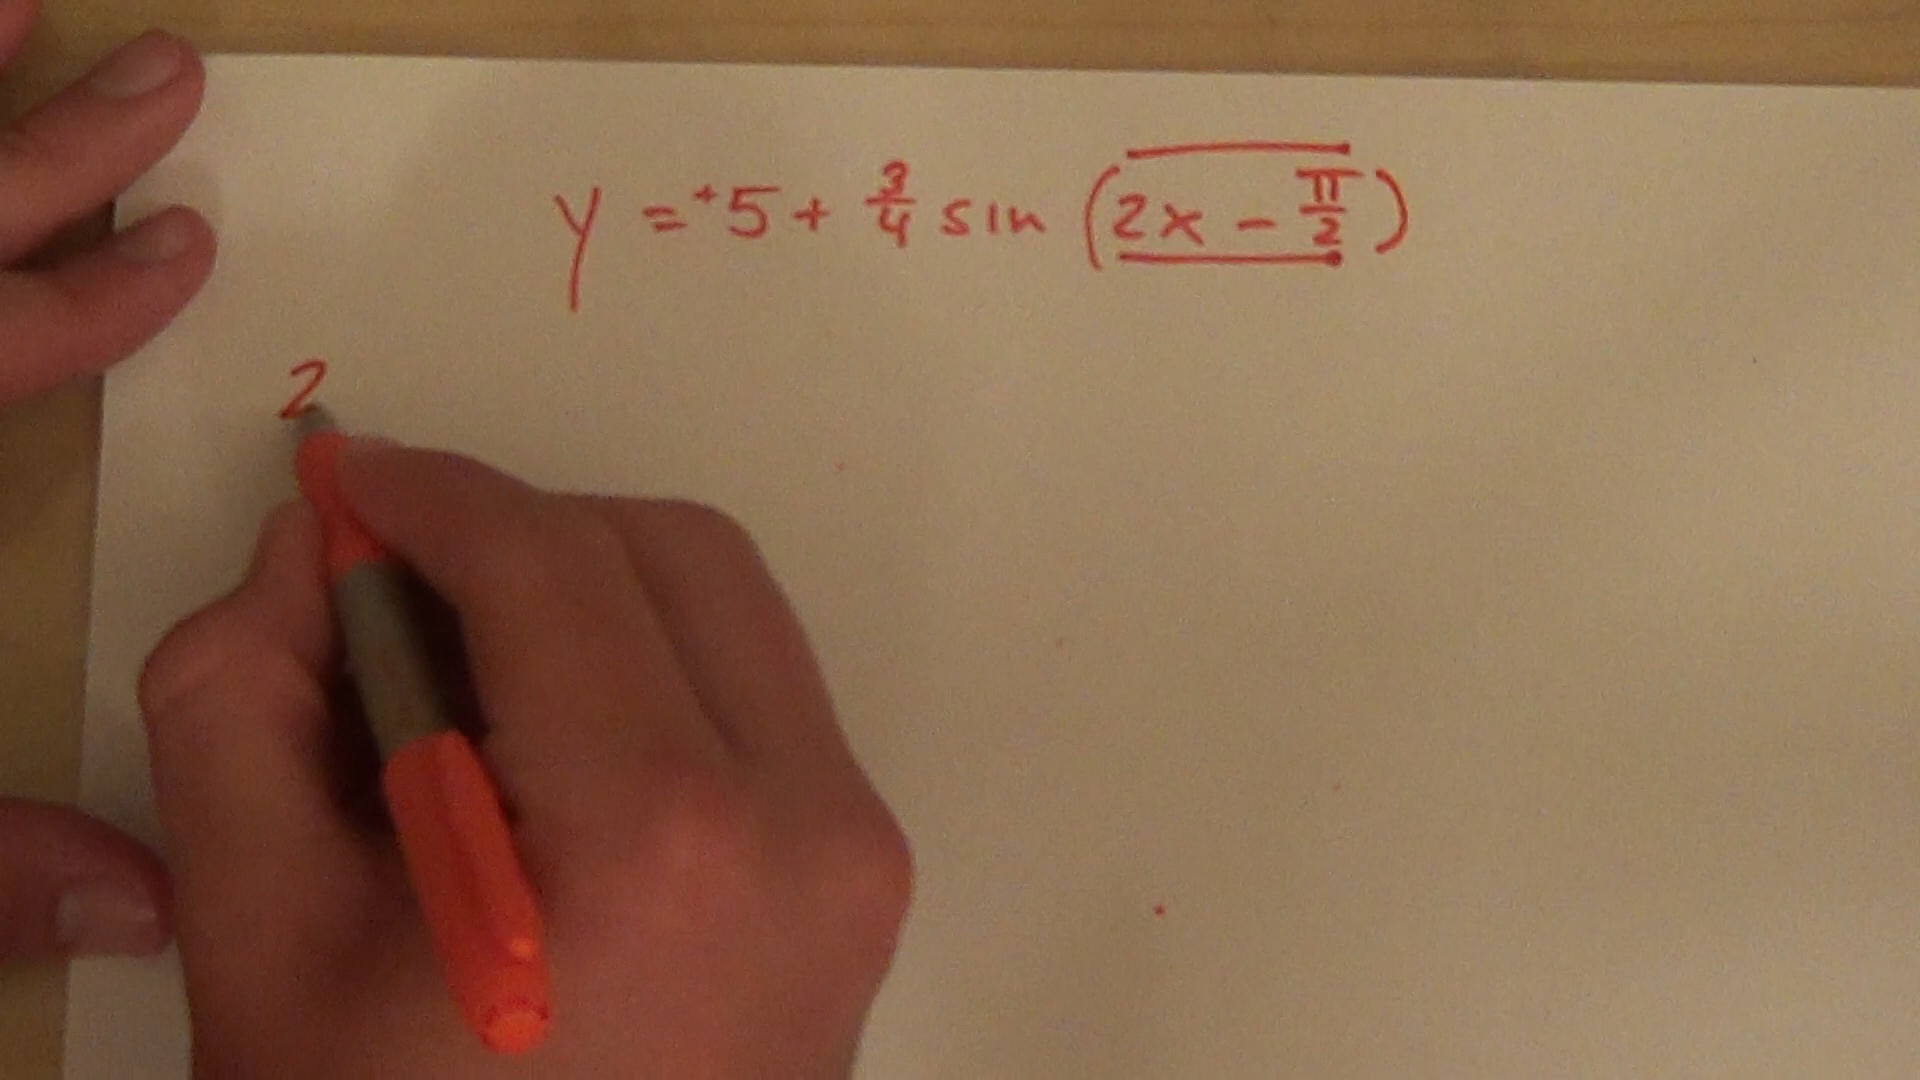 y = +5 + 3/4 sin (2x - π/2)
2